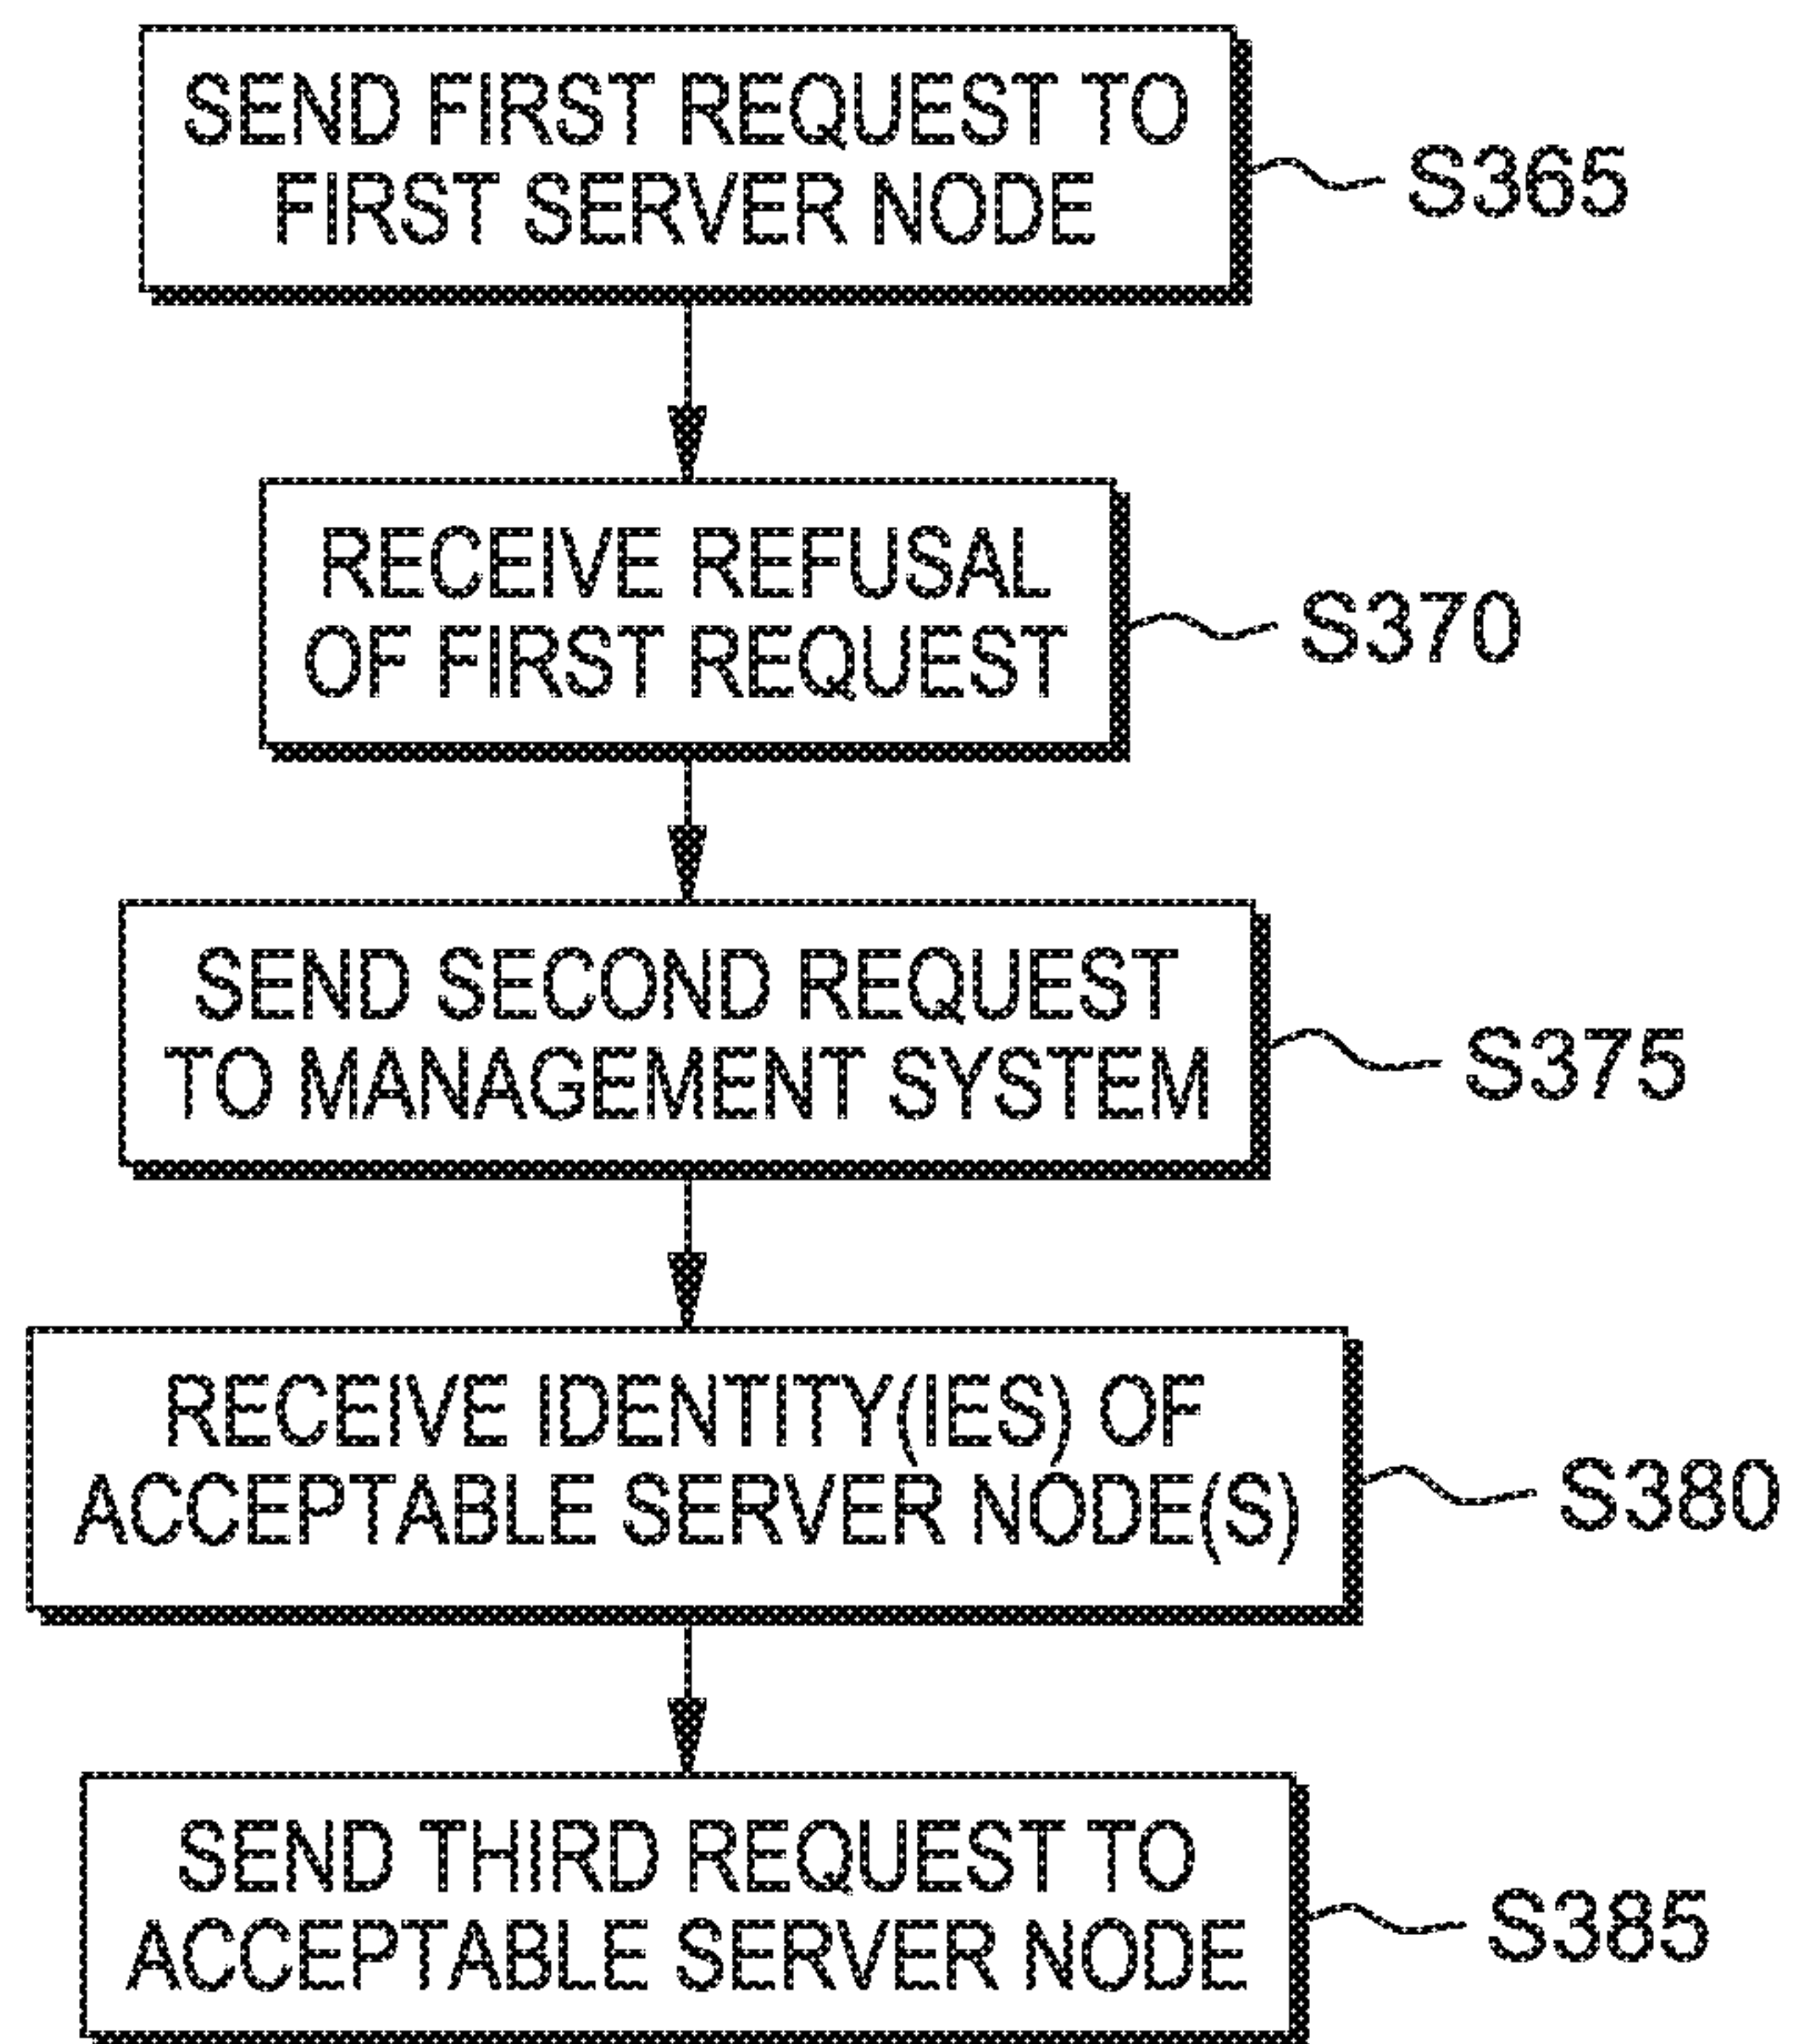 SEND FIRST REQUEST TO
FIRST SERVER NODE
S365
RECEIVE REFUSAL
OF FIRST REQUEST
S370
SEND SECOND REQUEST
TO MANAGEMENT SYSTEM
S375
RECEIVE IDENTITY(IES) OF
ACCEPTABLE SERVER NODE(S)
S380
SEND THIRD REQUEST TO
ACCEPTABLE SERVER NODE
S385